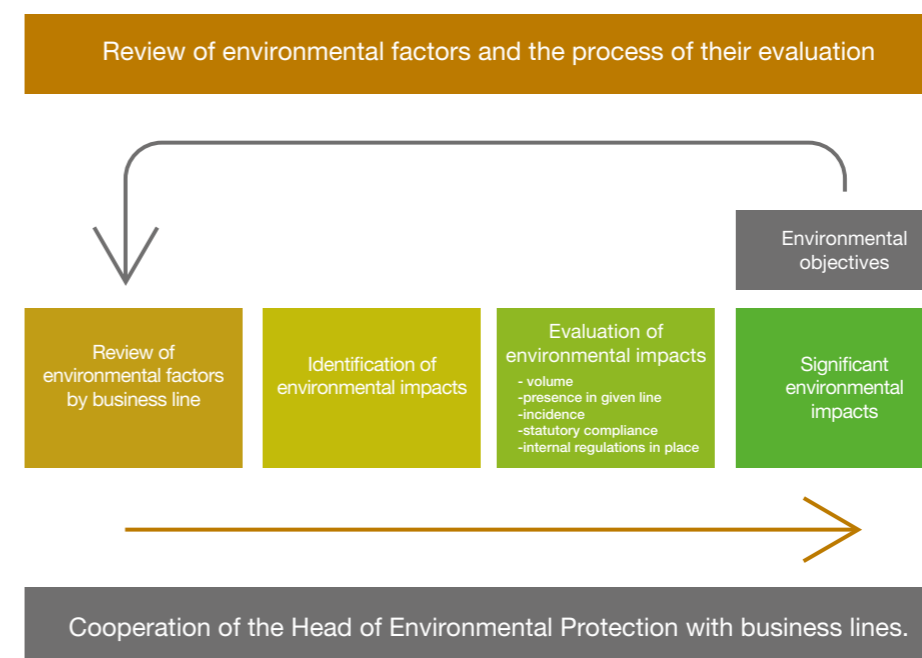 Review of environmental factors and the process of their evaluation
Environmental
objectives
Review of
environmental factors
by business line
Identification of
environmental impacts
Evaluation of
environmental impacts
- volume
-presence in given line
-incidence
-statutory compliance
-internal regulations in place
Significant
environmental
impacts
Cooperation of the Head of Environmental Protection with business lines.